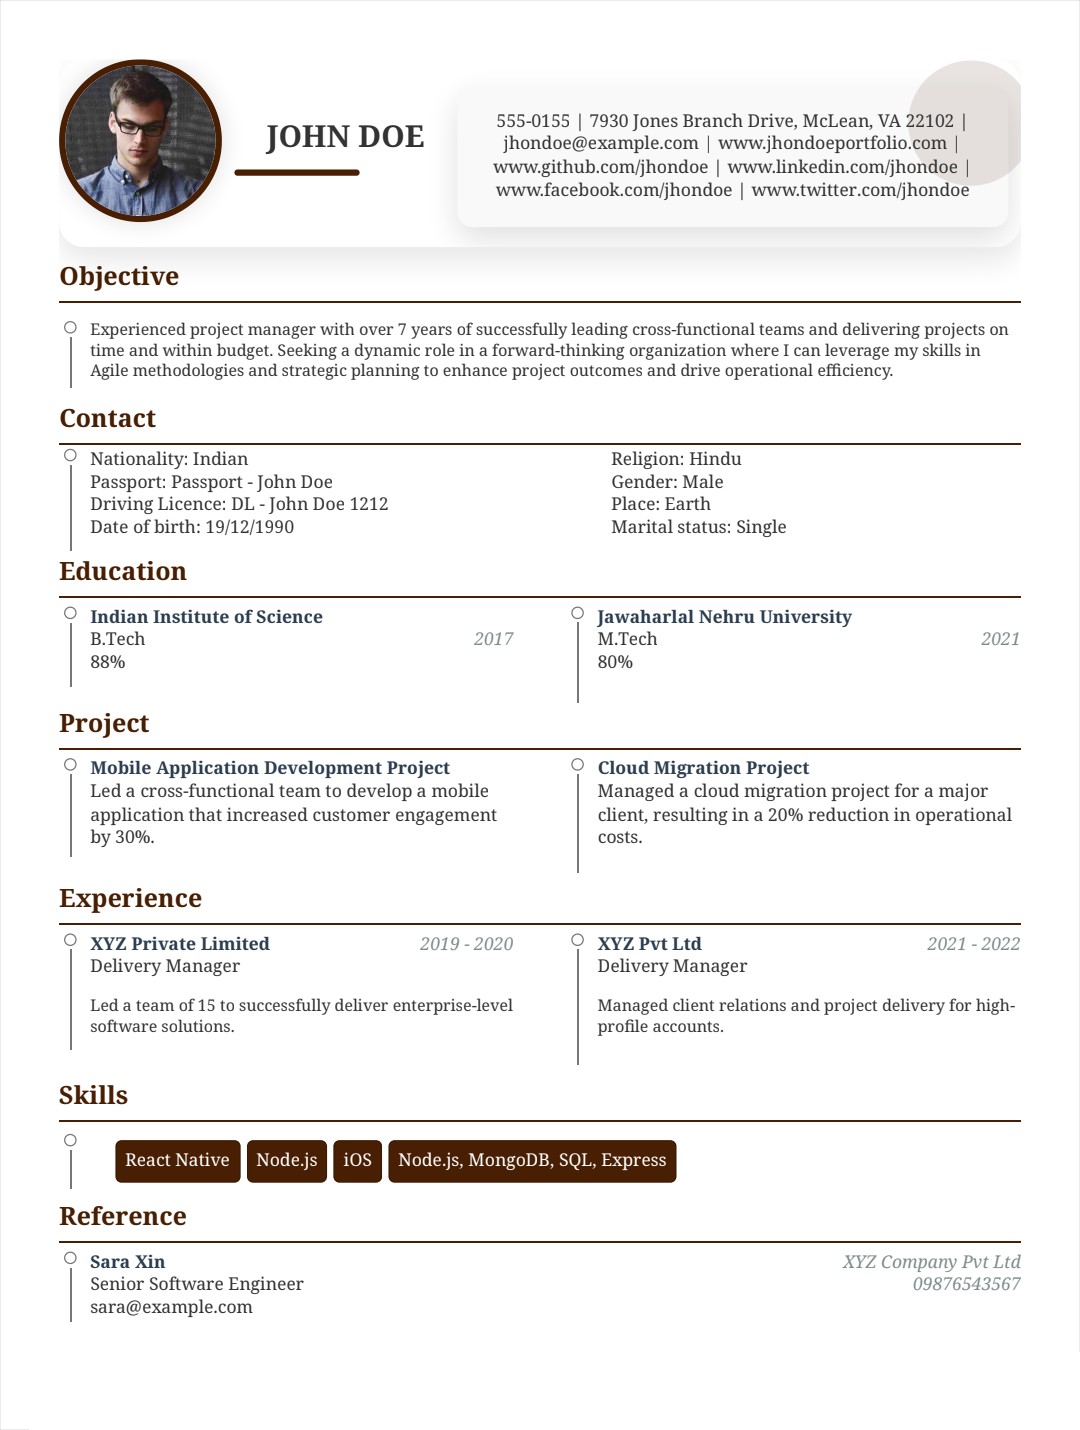 JOHN DOE
555-0155 | 7930 Jones Branch Drive, McLean, VA 22102 |
jhondoe@example.com | www.jhondoeportfolio.com |
www.github.com/jhondoe | www.linkedin.com/jhondoe |
www.facebook.com/jhondoe | www.twitter.com/jhondoe
Objective
Experienced project manager with over 7 years of successfully leading cross-functional teams and delivering projects on
time and within budget. Seeking a dynamic role in a forward-thinking organization where I can leverage my skills in
Agile methodologies and strategic planning to enhance project outcomes and drive operational efficiency.
Contact
Nationality: Indian
Passport: Passport - John Doe
Driving Licence: DL - John Doe 1212
Date of birth: 19/12/1990
Religion: Hindu
Gender: Male
Place: Earth
Marital status: Single
Education
Indian Institute of Science
B.Tech 2017
88%
Jawaharlal Nehru University
M.Tech 2021
80%
Project
Mobile Application Development Project
Led a cross-functional team to develop a mobile
application that increased customer engagement
by 30%.
Cloud Migration Project
Managed a cloud migration project for a major
client, resulting in a 20% reduction in operational
costs.
Experience
XYZ Private Limited 2019 - 2020
Delivery Manager
Led a team of 15 to successfully deliver enterprise-level
software solutions.
XYZ Pvt Ltd 2021 - 2022
Delivery Manager
Managed client relations and project delivery for high-
profile accounts.
Skills
React Native Node.js iOS Node.js, MongoDB, SQL, Express
Reference
Sara Xin XYZ Company Pvt Ltd
Senior Software Engineer 09876543567
sara@example.com